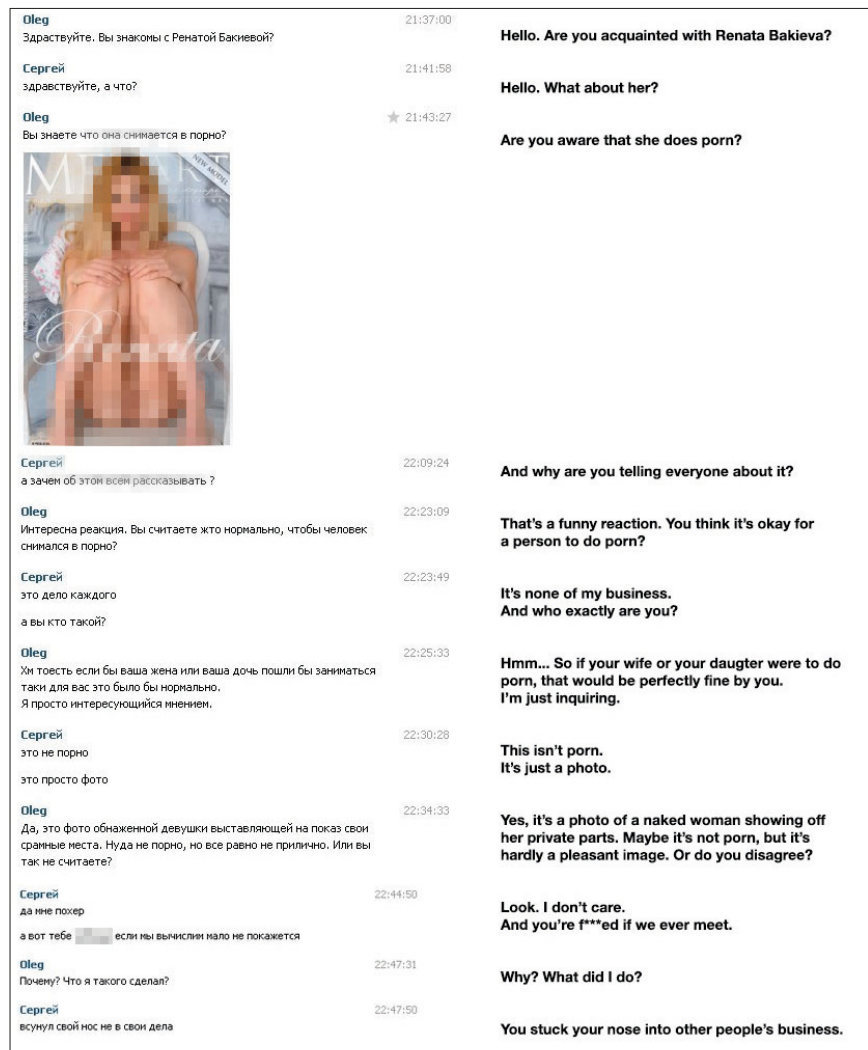 Oleg 21:37:00
Здраствуйте. Вы знакомы с Ренатой Бакиевой?
Hello. Are you acquainted with Renata Bakieva?
Сергей 21:41:58
здравствуйте, а что?
Hello. What about her?
Oleg 21:43:27
Вы знаете что она снимается в порно?
Are you aware that she does porn?
NEW MODEL
Renata
Сергей 22:09:24
а зачем об этом всем рассказывать ?
And why are you telling everyone about it?
Oleg 22:23:09
Интересна реакция. Вы считаете жто нормально, чтобы человек
снимался в порно?
That's a funny reaction. You think it's okay for
a person to do porn?
Сергей 22:23:49
это дело каждого
а вы кто такой?
It's none of my business.
And who exactly are you?
Oleg 22:25:33
Хм тоесть если бы ваша жена или ваша дочь пошли бы заниматься
таки для вас это было бы нормально.
Я просто интересующийся мнением.
Hmm... So if your wife or your daugter were to do
porn, that would be perfectly fine by you.
I'm just inquiring.
Сергей 22:30:28
это не порно
это просто фото
This isn't porn.
It's just a photo.
Oleg 22:34:33
Да, это фото обнаженной девушки выставляющей на показ свои
срамные места. Нуда не порно, но все равно не прилично. Или вы
так не считаете?
Yes, it's a photo of a naked woman showing off
her private parts. Maybe it's not porn, but it's
hardly a pleasant image. Or do you disagree?
Сергей 22:44:50
да мне похер
а вот тебе если мы вычислим мало не покажется
Look. I don't care.
And you're f***ed if we ever meet.
Oleg 22:47:31
Почему? Что я такого сделал?
Why? What did I do?
Сергей 22:47:50
всунул свой нос не в свои дела
You stuck your nose into other people's business.